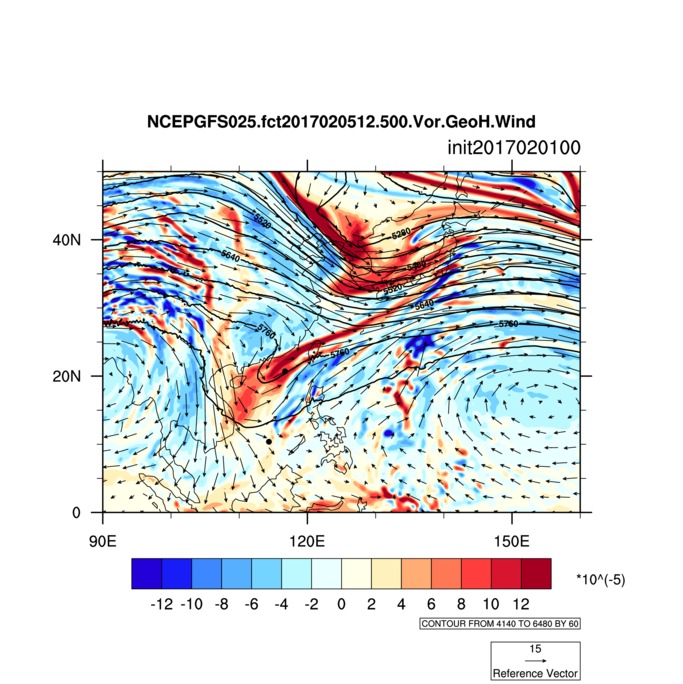 NCEPGFS025.fct2017020512.500.Vor.GeoH.Wind
init2017020100
5520
5280
40N
5640
5400
5520
5640
5760
5760
5760
20N
0
90E
120E
150E
-12 -10 -8 -6 -4 -2 0 2 4 6 8 10 12
*10^(-5)
CONTOUR FROM 4140 TO 6480 BY 60
15
Reference Vector